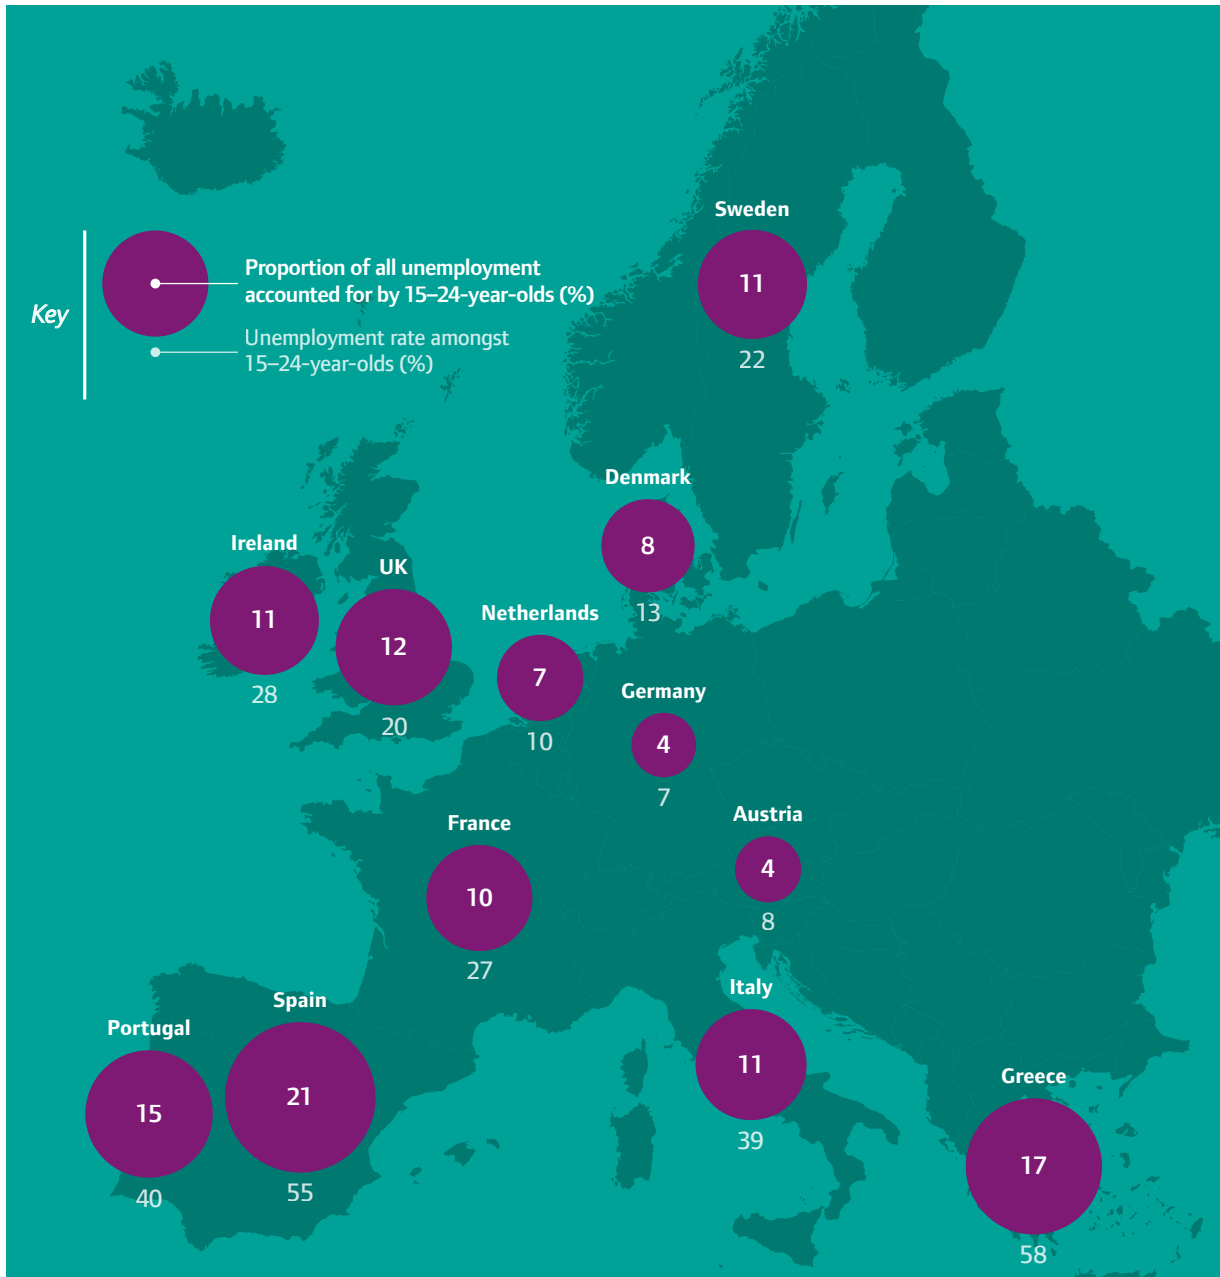 Key
Proportion of all unemployment
accounted for by 15–24-year-olds (%)
Unemployment rate amongst
15–24-year-olds (%)
Sweden
11
22
Denmark
8
13
Ireland
11
28
UK
12
20
Netherlands
7
10
Germany
4
7
France
10
27
Austria
4
8
Portugal
15
40
Spain
21
55
Italy
11
39
Greece
17
58